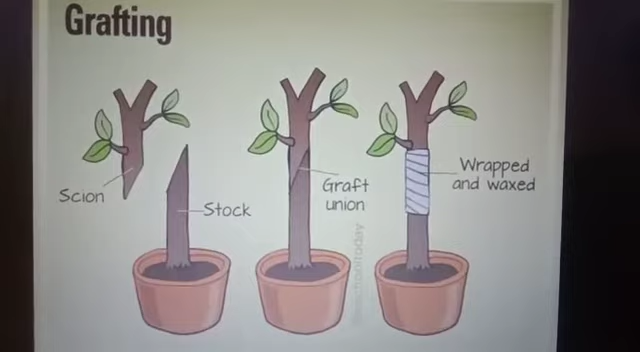 Grafting
Scion
Stock
Graft
union
Wrapped
and waxed